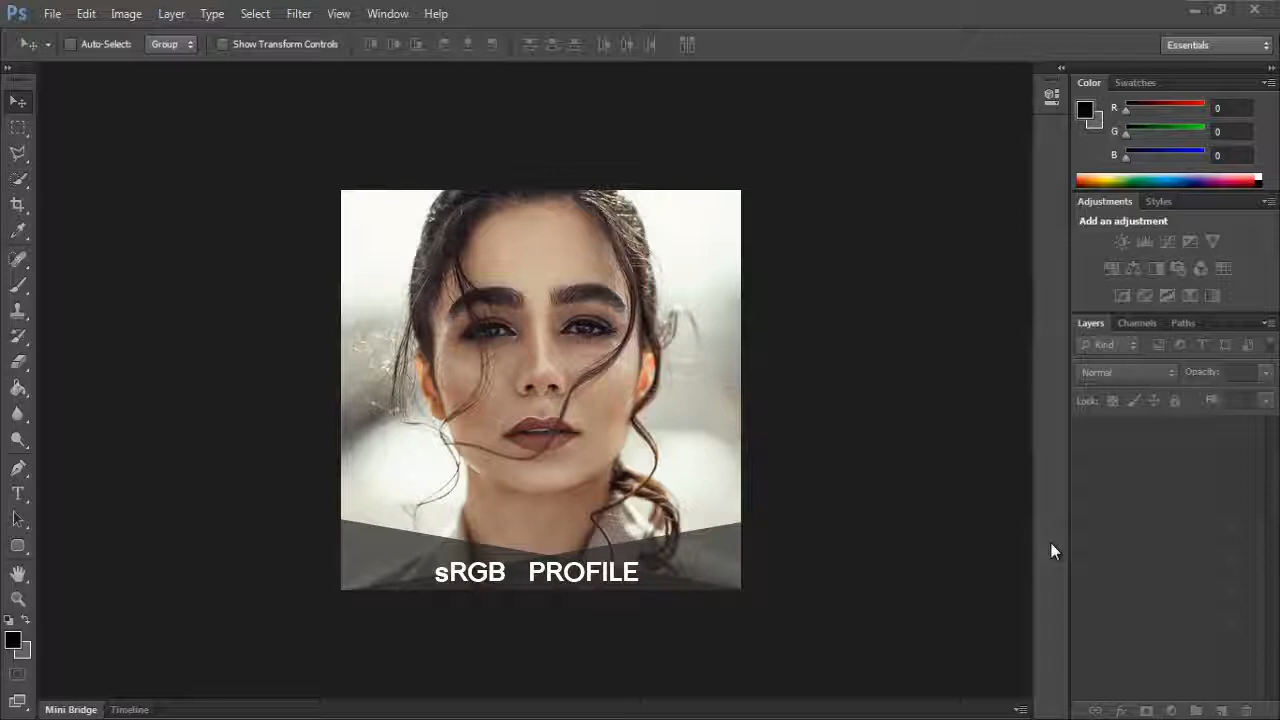 Ps File Edit Image Layer Type Select Filter View Window Help
Auto-Select: Group Show Transform Controls Essentials
Color Swatches
R 0
G 0
B 0
Adjustments Styles
Add an adjustment
Layers Channels Paths
Kind
Normal Opacity:
Lock: Fill:
sRGB PROFILE
Mini Bridge Timeline